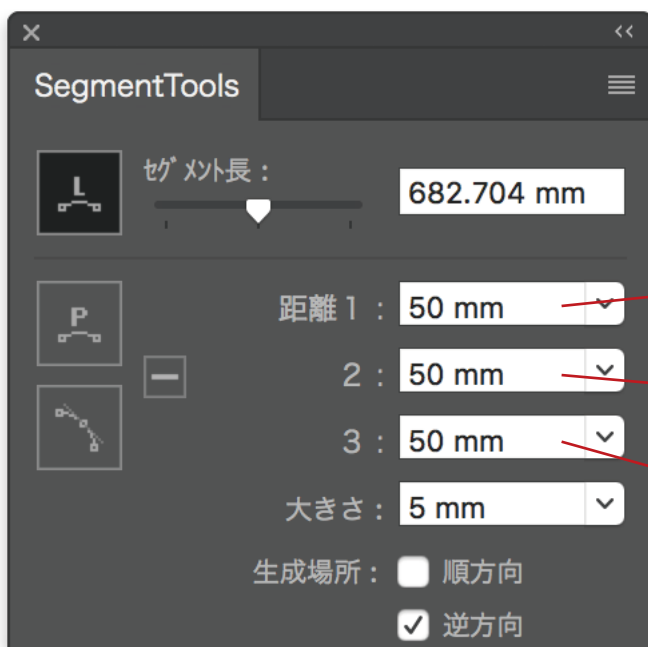 SegmentTools
L
ｾｸﾞﾒﾝﾄ長：
682.704 mm
P
距離１：
50 mm
２：
50 mm
３：
50 mm
大きさ：
5 mm
生成場所：
順方向
逆方向